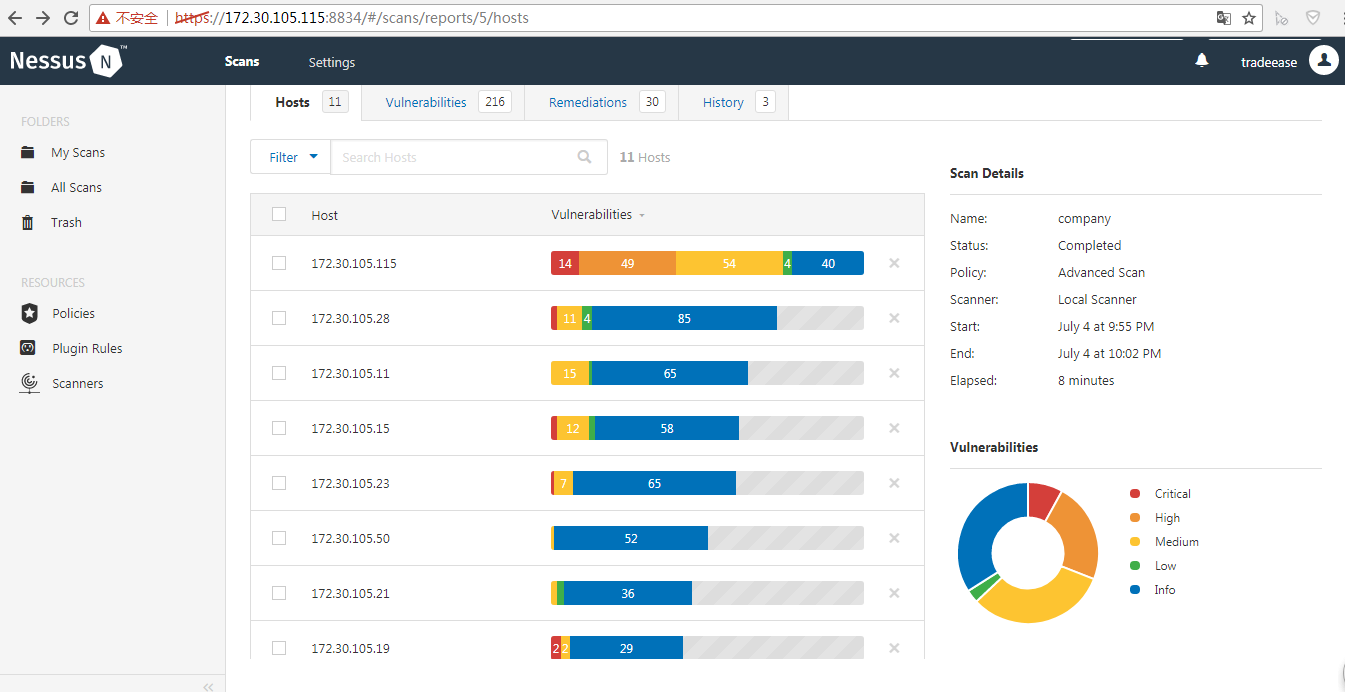 不安全 https://172.30.105.115:8834/#/scans/reports/5/hosts
Nessus N ™ Scans Settings tradeease
Hosts 11 Vulnerabilities 216 Remediations 30 History 3
FOLDERS
My Scans
All Scans
Trash
RESOURCES
Policies
Plugin Rules
Scanners
Filter Search Hosts 11 Hosts
Host Vulnerabilities
172.30.105.115 14 49 54 4 40
172.30.105.28 11 4 85
172.30.105.11 15 65
172.30.105.15 12 58
172.30.105.23 7 65
172.30.105.50 52
172.30.105.21 36
172.30.105.19 2 2 29
Scan Details
Name: company
Status: Completed
Policy: Advanced Scan
Scanner: Local Scanner
Start: July 4 at 9:55 PM
End: July 4 at 10:02 PM
Elapsed: 8 minutes
Vulnerabilities
Critical
High
Medium
Low
Info